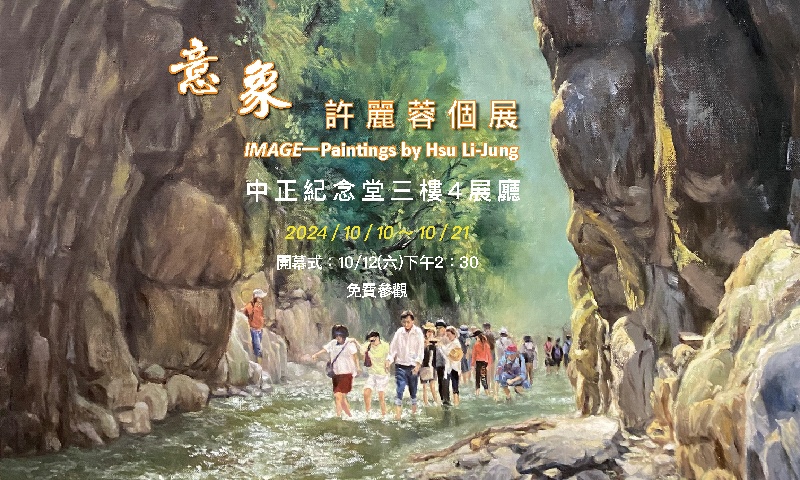 意象
許麗蓉個展
IMAGE—Paintings by Hsu Li-Jung
中正紀念堂三樓4展廳
2024 / 10 / 10 ~ 10 / 21
開幕式：10/12(六)下午2：30
免費參觀